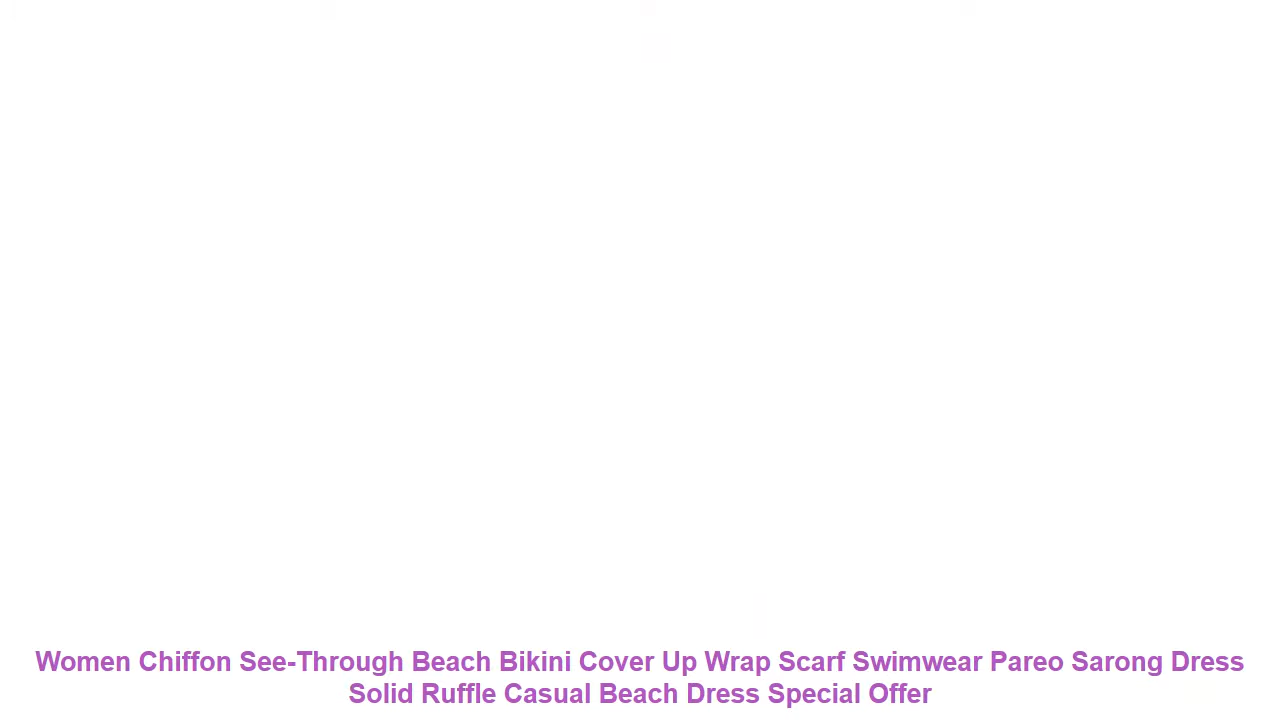 Women Chiffon See-Through Beach Bikini Cover Up Wrap Scarf Swimwear Pareo Sarong Dress
Solid Ruffle Casual Beach Dress Special Offer